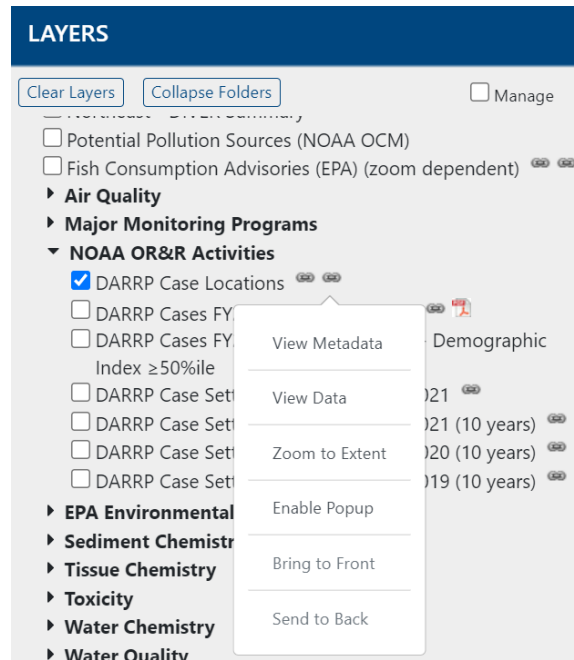 LAYERS
Clear Layers
Collapse Folders
Manage
Potential Pollution Sources (NOAA OCM)
Fish Consumption Advisories (EPA) (zoom dependent)
Air Quality
Major Monitoring Programs
NOAA OR&R Activities
DARRP Case Locations
DARRP Cases FY
DARRP Cases FY Demographic
Index ≥50%ile
DARRP Case Sett 021
DARRP Case Sett 021 (10 years)
DARRP Case Sett 020 (10 years)
DARRP Case Sett 019 (10 years)
View Metadata
View Data
Zoom to Extent
Enable Popup
Bring to Front
Send to Back
EPA Environmental
Sediment Chemistr
Tissue Chemistry
Toxicity
Water Chemistry
Water Quality